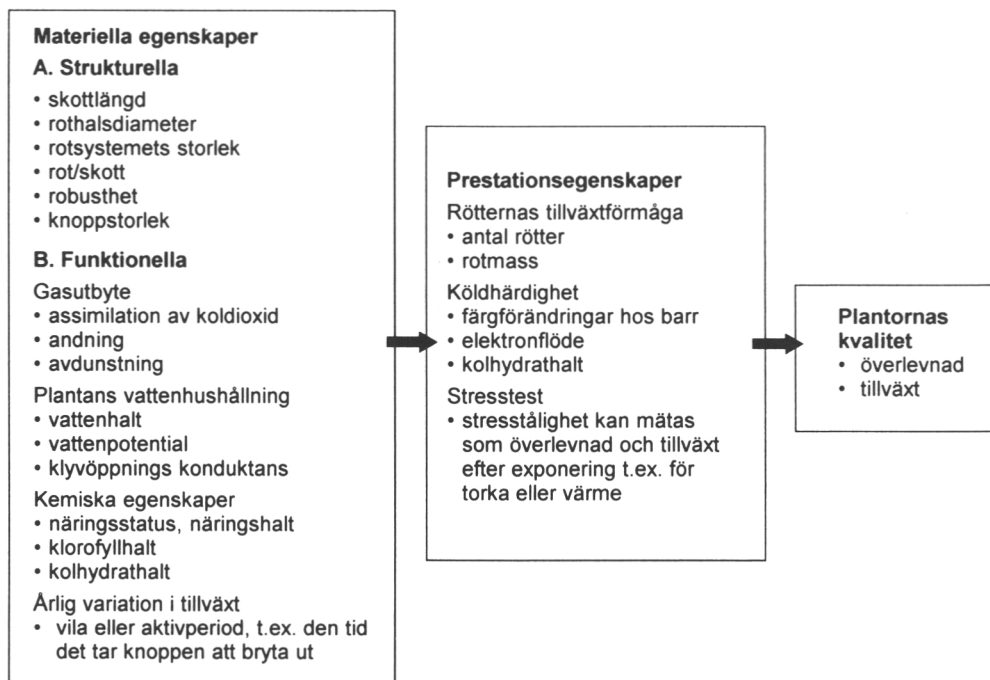 Materiella egenskaper
A. Strukturella
• skottlängd
• rothalsdiameter
• rotsystemets storlek
• rot/skott
• robusthet
• knoppstorlek
B. Funktionella
Gasutbyte
• assimilation av koldioxid
• andning
• avdunstning
Plantans vattenhushållning
• vattenhalt
• vattenpotential
• klyvöppnings konduktans
Kemiska egenskaper
• näringsstatus, näringshalt
• klorofyllhalt
• kolhydrathalt
Årlig variation i tillväxt
• vila eller aktivperiod, t.ex. den tid
det tar knoppen att bryta ut
Prestationsegenskaper
Rötternas tillväxtförmåga
• antal rötter
• rotmass
Köldhärdighet
• färgförändringar hos barr
• elektronflöde
• kolhydrathalt
Stresstest
• stresstålighet kan mätas
som överlevnad och tillväxt
efter exponering t.ex. för
torka eller värme
Plantornas
kvalitet
• överlevnad
• tillväxt